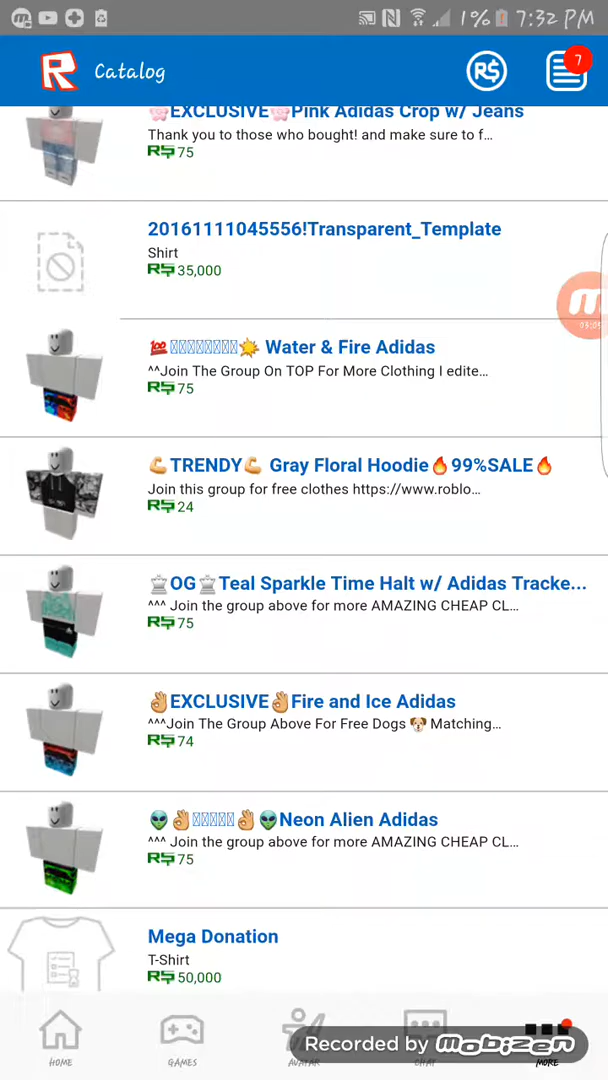 1% 7:32 PM
R Catalog R$ 7
🌸EXCLUSIVE🌸Pink Adidas Crop w/ Jeans
Thank you to those who bought! and make sure to f...
R$ 75
20161111045556!Transparent_Template
Shirt
R$ 35,000
03:05
💯 🌟 Water & Fire Adidas
^^Join The Group On TOP For More Clothing I edite...
R$ 75
💪TRENDY💪 Gray Floral Hoodie🔥99%SALE🔥
Join this group for free clothes https://www.roblo...
R$ 24
OG Teal Sparkle Time Halt w/ Adidas Tracke...
^^^ Join the group above for more AMAZING CHEAP CL...
R$ 75
👌EXCLUSIVE👌Fire and Ice Adidas
^^^Join The Group Above For Free Dogs 🐶 Matching...
R$ 74
👽👌 👌👽Neon Alien Adidas
^^^ Join the group above for more AMAZING CHEAP CL...
R$ 75
Mega Donation
T-Shirt
R$ 50,000
Recorded by Mobizen
HOME GAMES AVATAR CHAT MORE